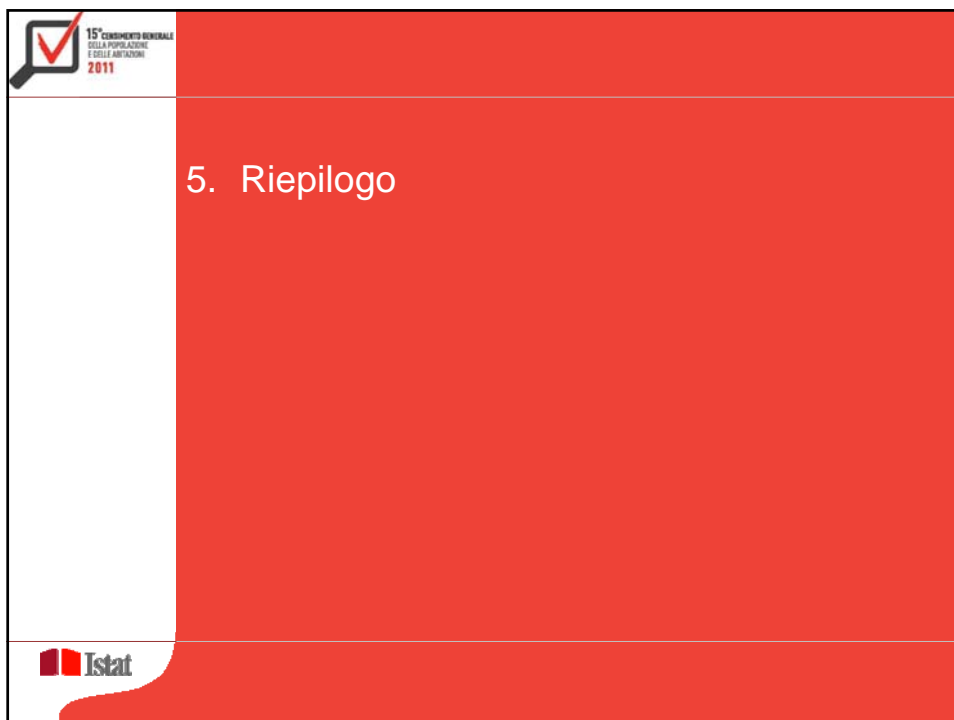 15° CENSIMENTO GENERALE
DELLA POPOLAZIONE
E DELLE ABITAZIONI
2011
5. Riepilogo
Istat